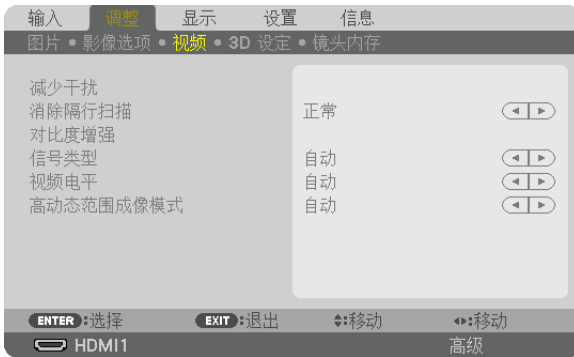 输入 调整 显示 设置 信息
图片 • 影像选项 • 视频 • 3D 设定 • 镜头内存
减少干扰
消除隔行扫描 正常
对比度增强
信号类型 自动
视频电平 自动
高动态范围成像模式 自动
ENTER:选择 EXIT:退出 :移动 :移动
HDMI1 高级